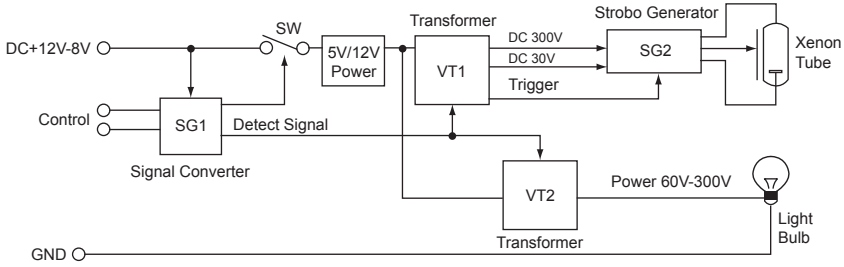 Transformer
Strobo Generator
SW
DC+12V-8V
5V/12V
Power
VT1
DC 300V
DC 30V
Trigger
SG2
Xenon
Tube
Control
SG1
Detect Signal
Signal Converter
VT2
Power 60V-300V
Transformer
Light
Bulb
GND